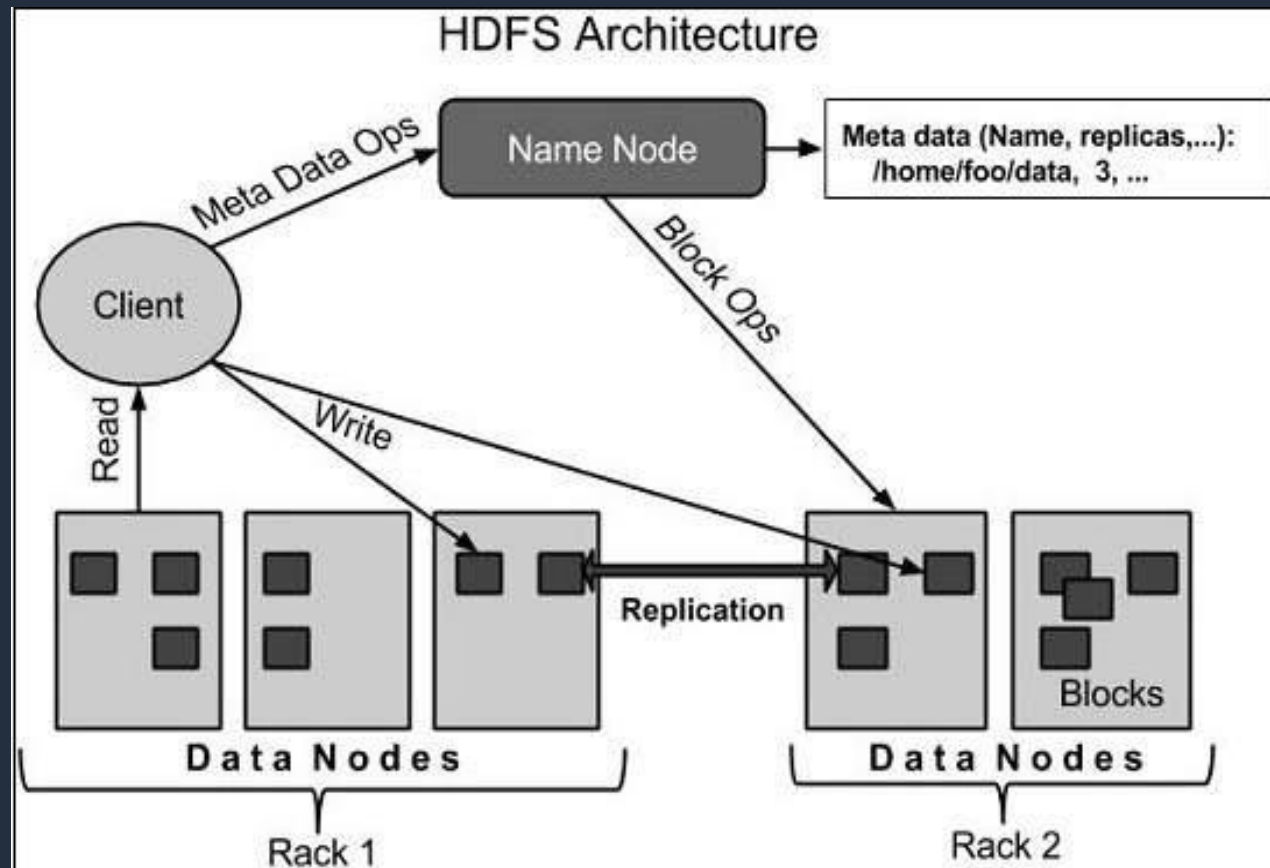 HDFS Architecture
Meta Data Ops
Name Node
Meta data (Name, replicas,...):
/home/foo/data, 3, ...
Client
Block Ops
Read
Write
Replication
Blocks
Data Nodes
Data Nodes
Rack 1
Rack 2